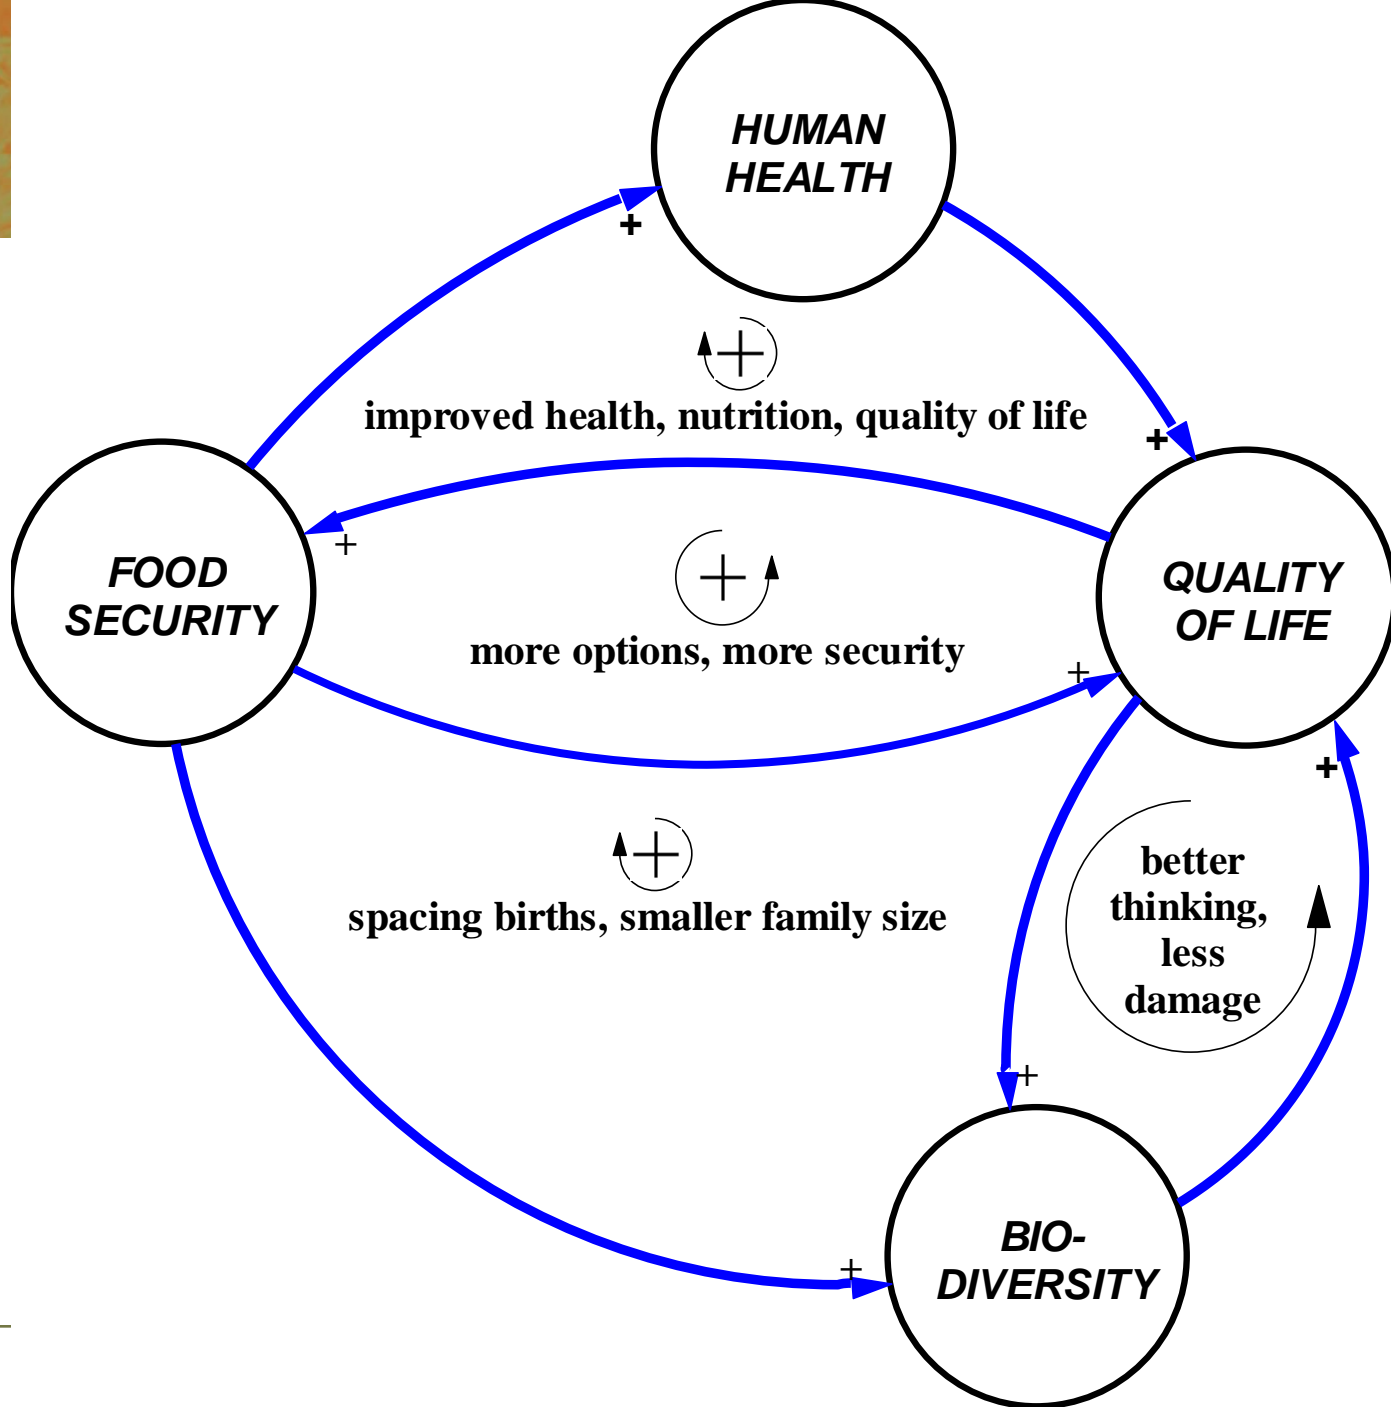 HUMAN
HEALTH
+
+
improved health, nutrition, quality of life
+
FOOD
SECURITY
+
+
QUALITY
OF LIFE
more options, more security
+
+
+
spacing births, smaller family size
better
thinking,
less
damage
+
BIO-
DIVERSITY
+